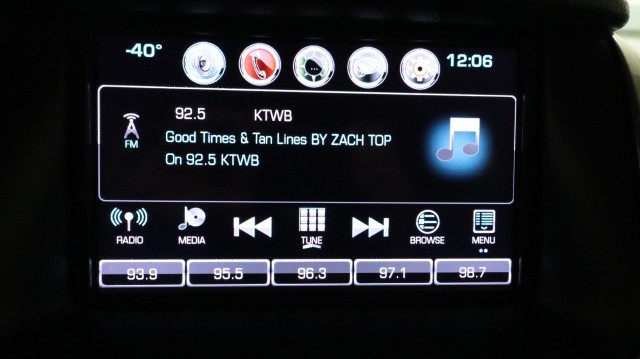 -40° 12:06
92.5 KTWB
Good Times & Tan Lines BY ZACH TOP
On 92.5 KTWB
FM
RADIO MEDIA TUNE BROWSE MENU
93.9 95.5 96.3 97.1 98.7